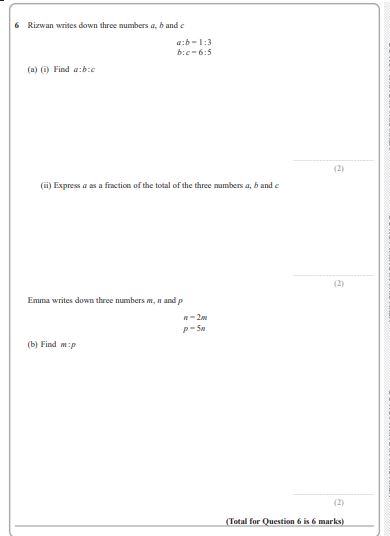 6 Rizwan writes down three numbers a, b and c
a : b = 1 : 3
b : c = 6 : 5
(a) (i) Find a : b : c
(2)
(ii) Express a as a fraction of the total of the three numbers a, b and c
(2)
Emma writes down three numbers m, n and p
n = 2m
p = 5n
(b) Find m : p
(2)
(Total for Question 6 is 6 marks)